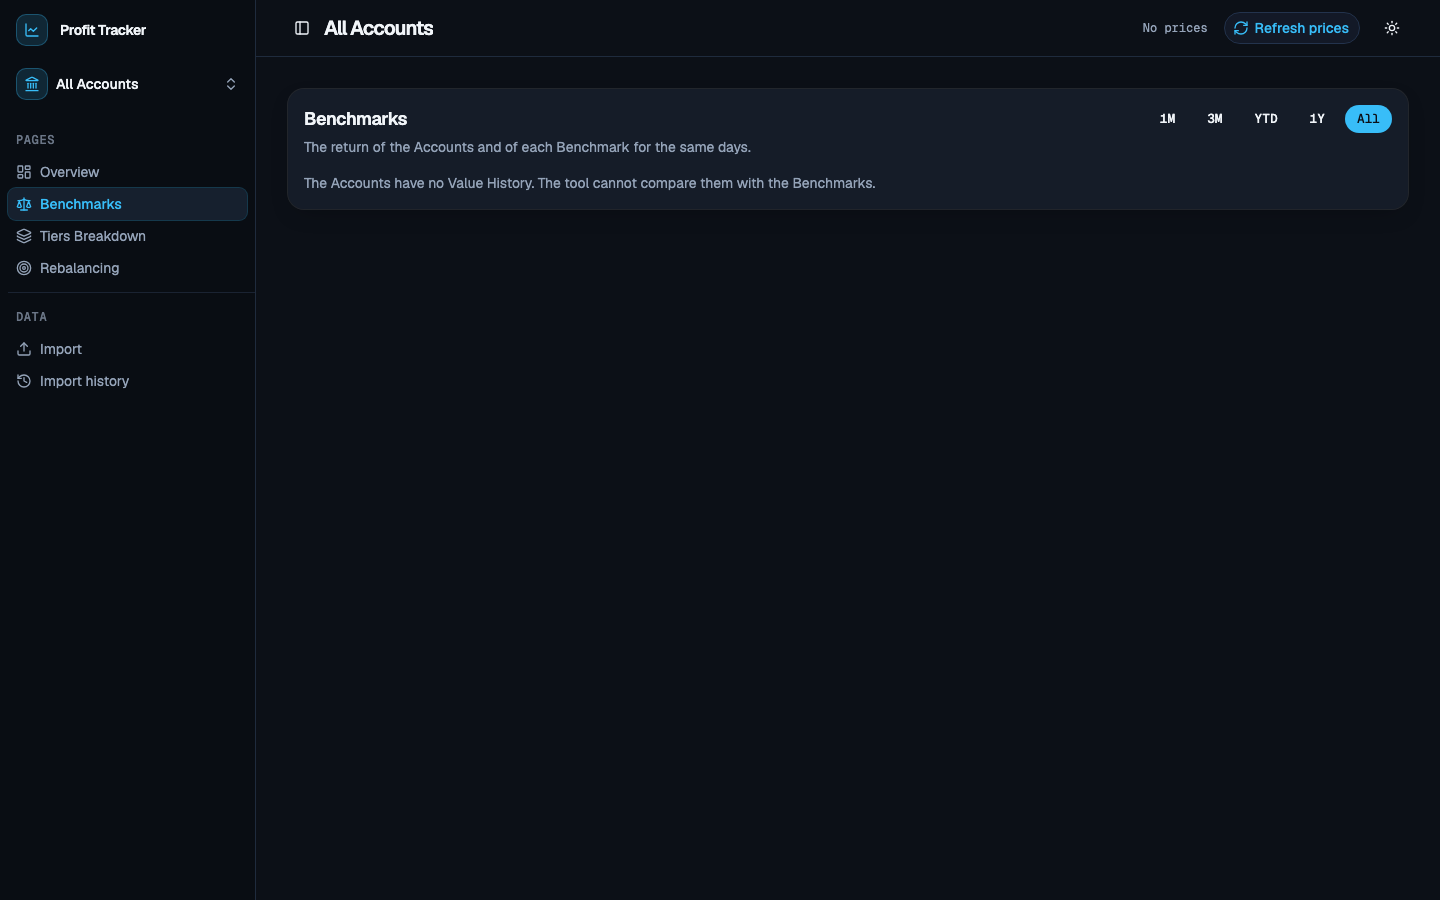 Profit Tracker
All Accounts
PAGES
Overview
Benchmarks
Tiers Breakdown
Rebalancing
DATA
Import
Import history
All Accounts
No prices
Refresh prices
Benchmarks
1M 3M YTD 1Y All
The return of the Accounts and of each Benchmark for the same days.
The Accounts have no Value History. The tool cannot compare them with the Benchmarks.